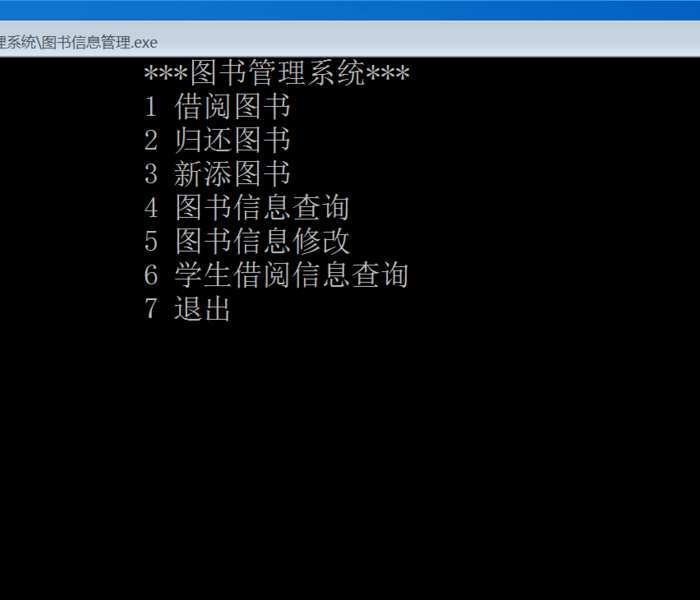 理系统\图书信息管理.exe
***图书管理系统***
1 借阅图书
2 归还图书
3 新添图书
4 图书信息查询
5 图书信息修改
6 学生借阅信息查询
7 退出